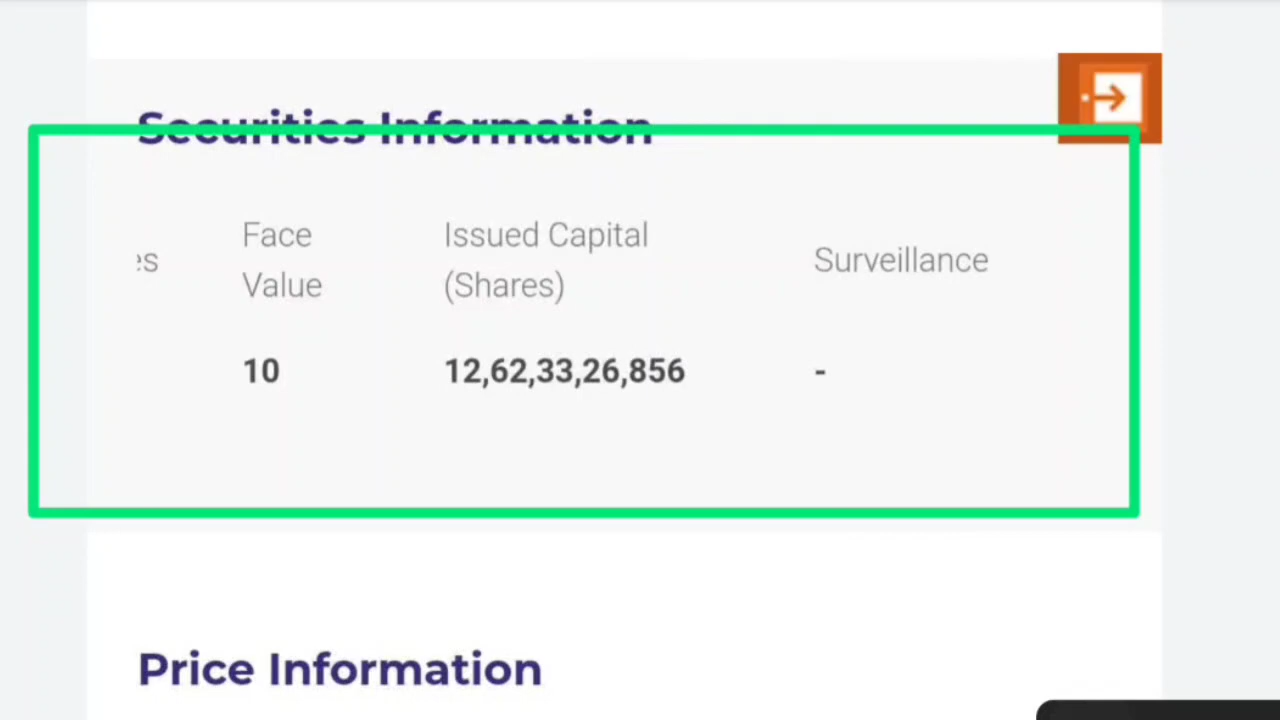 Securities Information
Face
Value
Issued Capital
(Shares)
Surveillance
10
12,62,33,26,856
-
Price Information